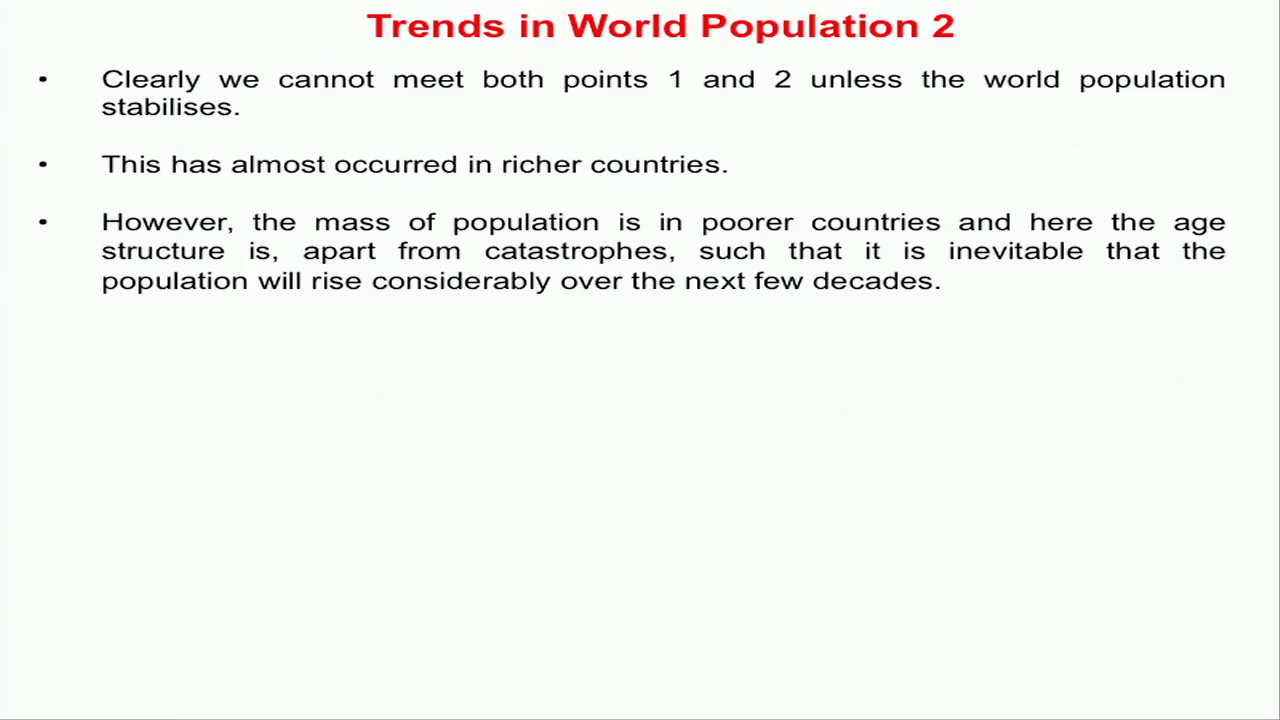 Trends in World Population 2
• Clearly we cannot meet both points 1 and 2 unless the world population
stabilises.
• This has almost occurred in richer countries.
• However, the mass of population is in poorer countries and here the age
structure is, apart from catastrophes, such that it is inevitable that the
population will rise considerably over the next few decades.